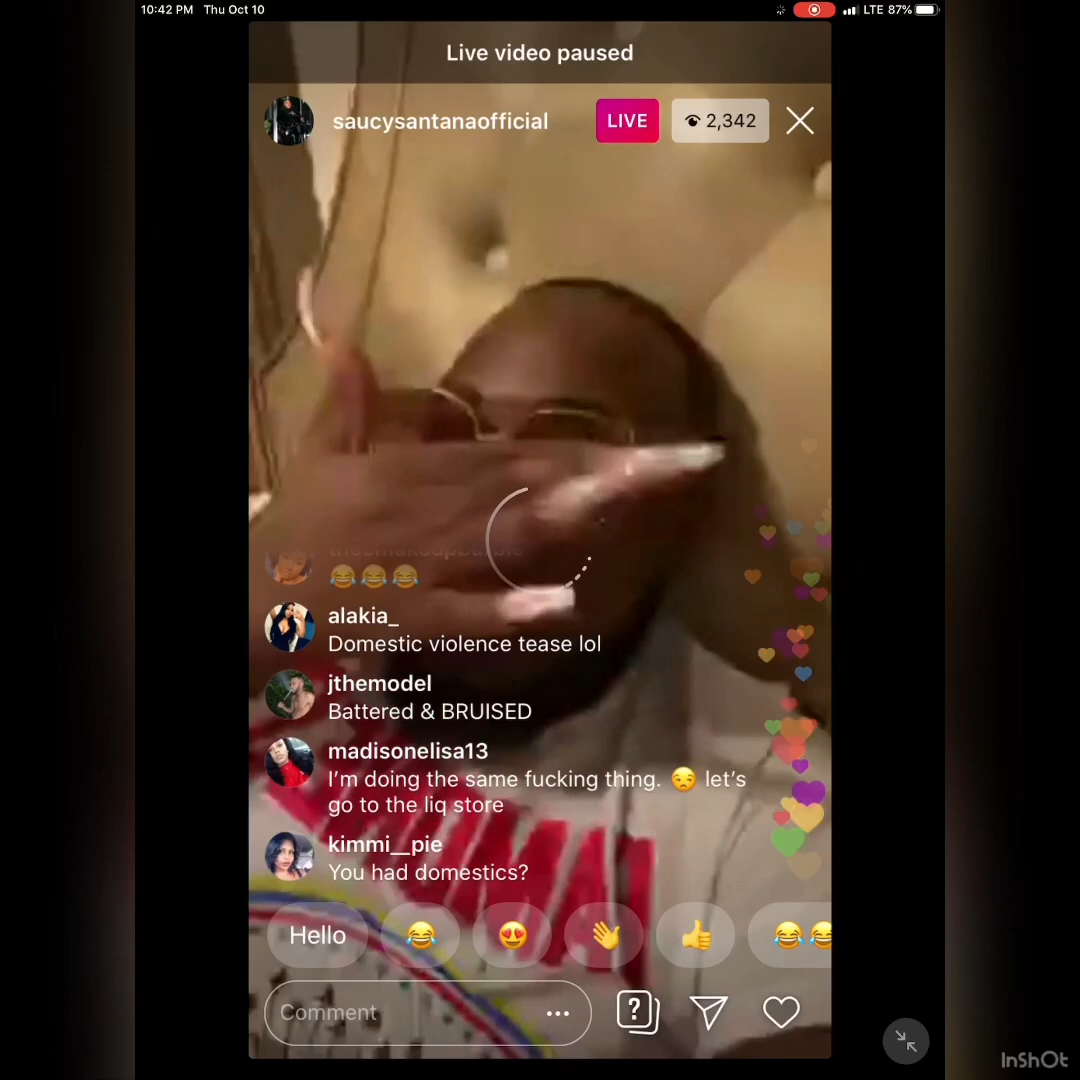 10:42 PM Thu Oct 10
LTE 87%
Live video paused
saucysantanaofficial LIVE 2,342
😂😂😂
alakia_
Domestic violence tease lol
jthemodel
Battered & BRUISED
madisonelisa13
I'm doing the same fucking thing. 😒 let's
go to the liq store
kimmi__pie
You had domestics?
Hello 😂 😍 👋 👍 😂😂
Comment ...
InShOt